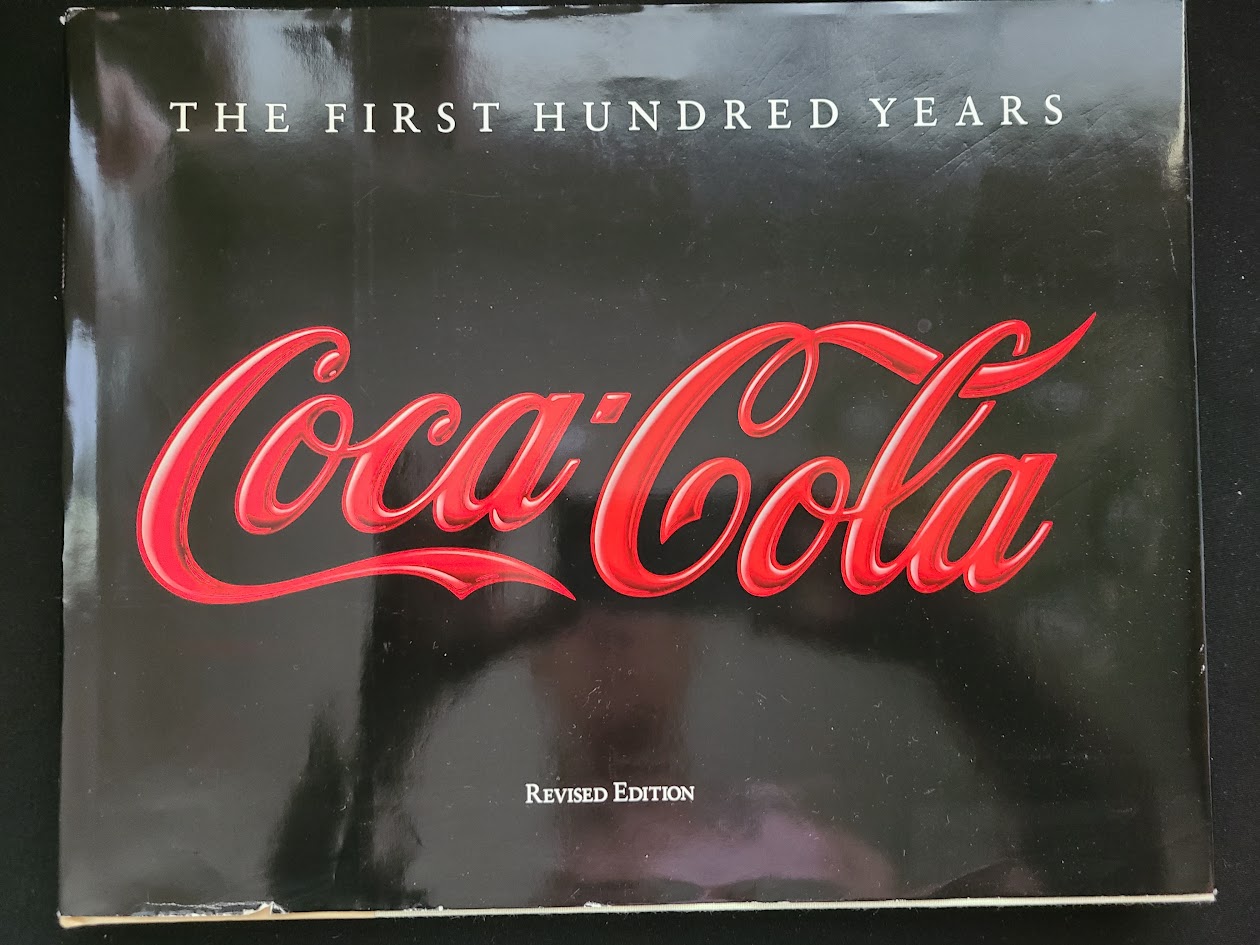 THE FIRST HUNDRED YEARS
Coca-Cola
REVISED EDITION